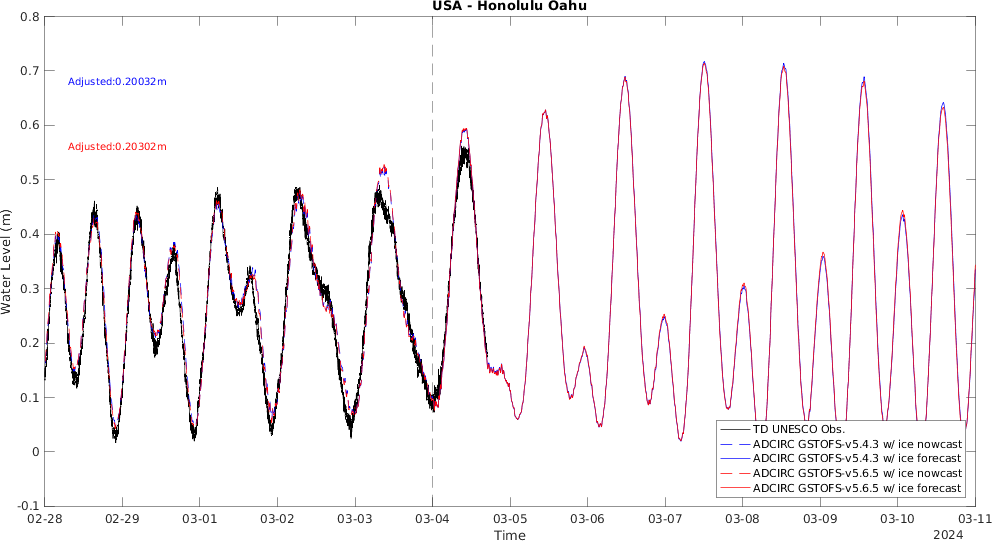 USA - Honolulu Oahu
0.8
0.7
Adjusted:0.20032m
0.6
Adjusted:0.20302m
0.5
0.4
0.3
0.2
0.1
0
-0.1
Water Level (m)
TD UNESCO Obs.
ADCIRC GSTOFS-v5.4.3 w/ ice nowcast
ADCIRC GSTOFS-v5.4.3 w/ ice forecast
ADCIRC GSTOFS-v5.6.5 w/ ice nowcast
ADCIRC GSTOFS-v5.6.5 w/ ice forecast
02-28 02-29 03-01 03-02 03-03 03-04 03-05 03-06 03-07 03-08 03-09 03-10 03-11
Time
2024